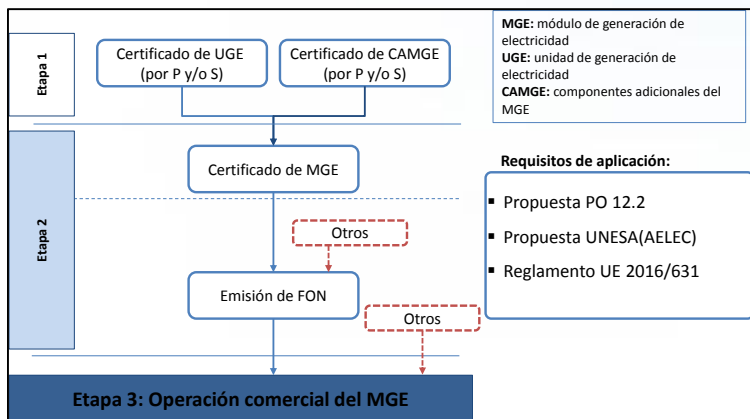 Etapa 1
Certificado de UGE
(por P y/o S)
Certificado de CAMGE
(por P y/o S)
MGE: módulo de generación de
electricidad
UGE: unidad de generación de
electricidad
CAMGE: componentes adicionales del
MGE
Etapa 2
Certificado de MGE
Otros
Emisión de FON
Otros
Requisitos de aplicación:
▪ Propuesta PO 12.2
▪ Propuesta UNESA(AELEC)
▪ Reglamento UE 2016/631
Etapa 3: Operación comercial del MGE